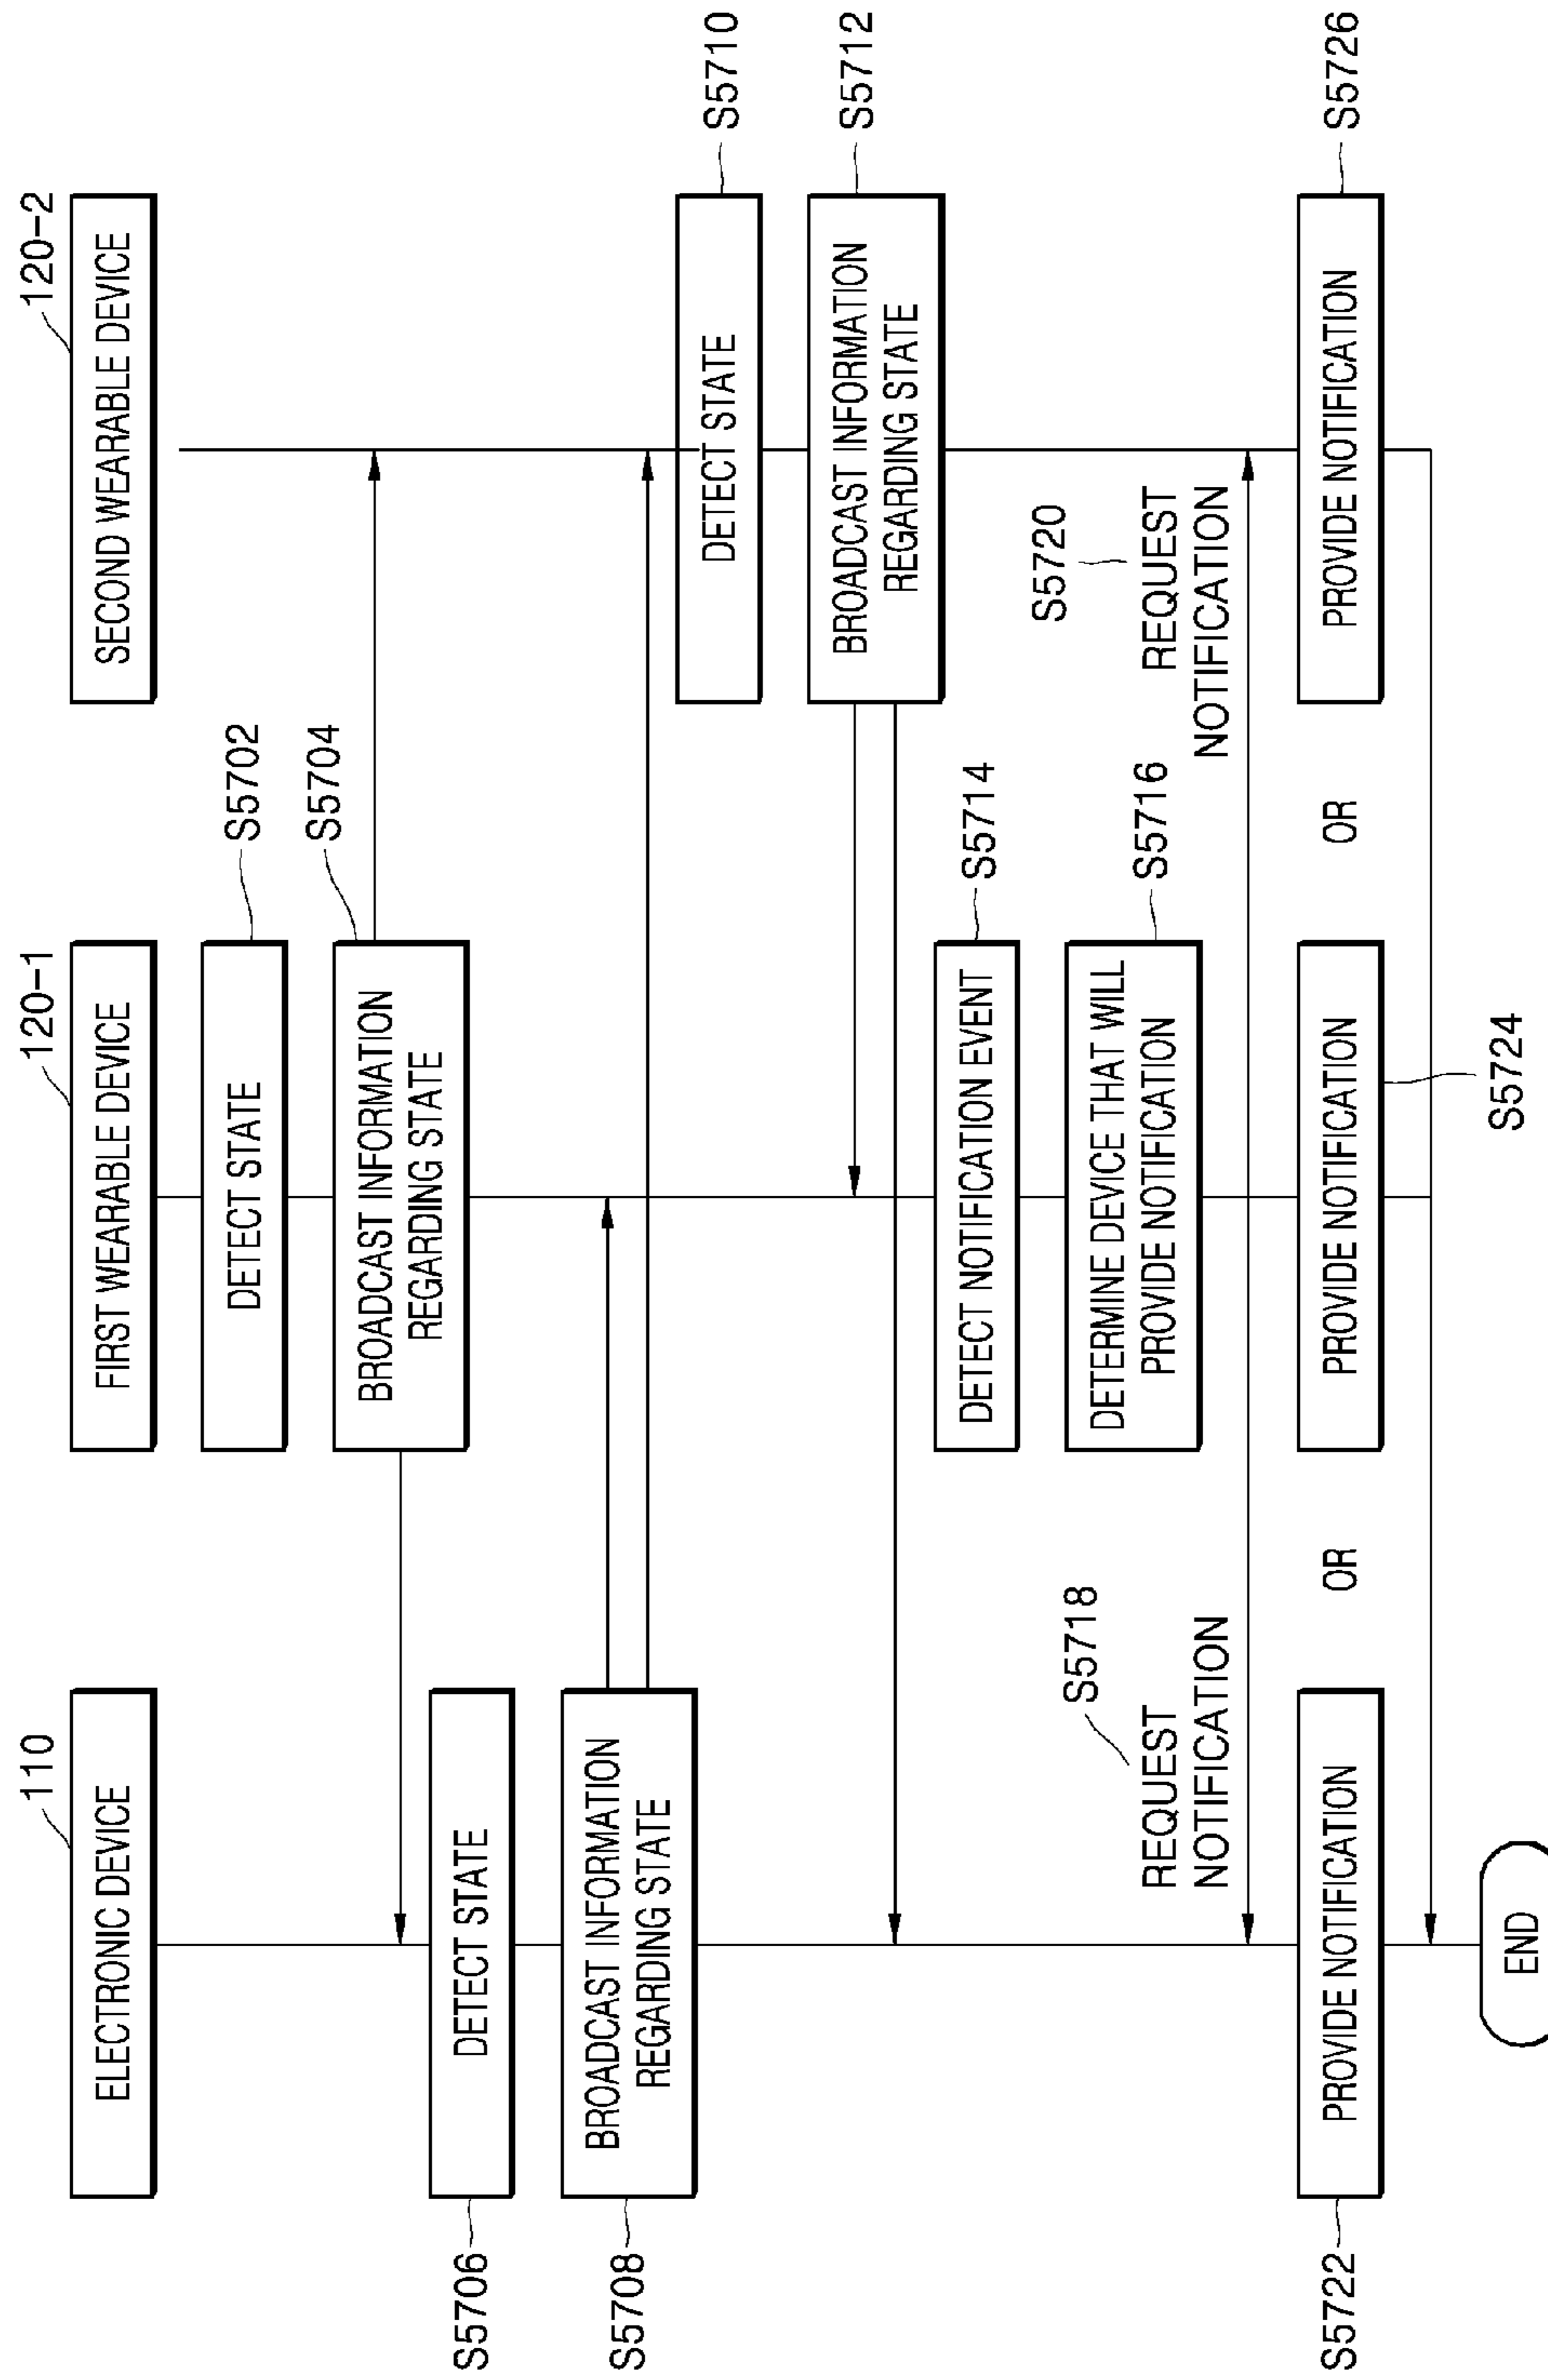 110
120-1
120-2
ELECTRONIC DEVICE
FIRST WEARABLE DEVICE
SECOND WEARABLE DEVICE
DETECT STATE
S5702
BROADCAST INFORMATION
REGARDING STATE
S5704
S5706
DETECT STATE
S5708
BROADCAST INFORMATION
REGARDING STATE
DETECT STATE
S5710
BROADCAST INFORMATION
REGARDING STATE
S5712
DETECT NOTIFICATION EVENT
S5714
DETERMINE DEVICE THAT WILL
PROVIDE NOTIFICATION
S5716
S5718
REQUEST
NOTIFICATION
S5720
REQUEST
NOTIFICATION
S5722
PROVIDE NOTIFICATION
OR
PROVIDE NOTIFICATION
OR
PROVIDE NOTIFICATION
S5726
S5724
END